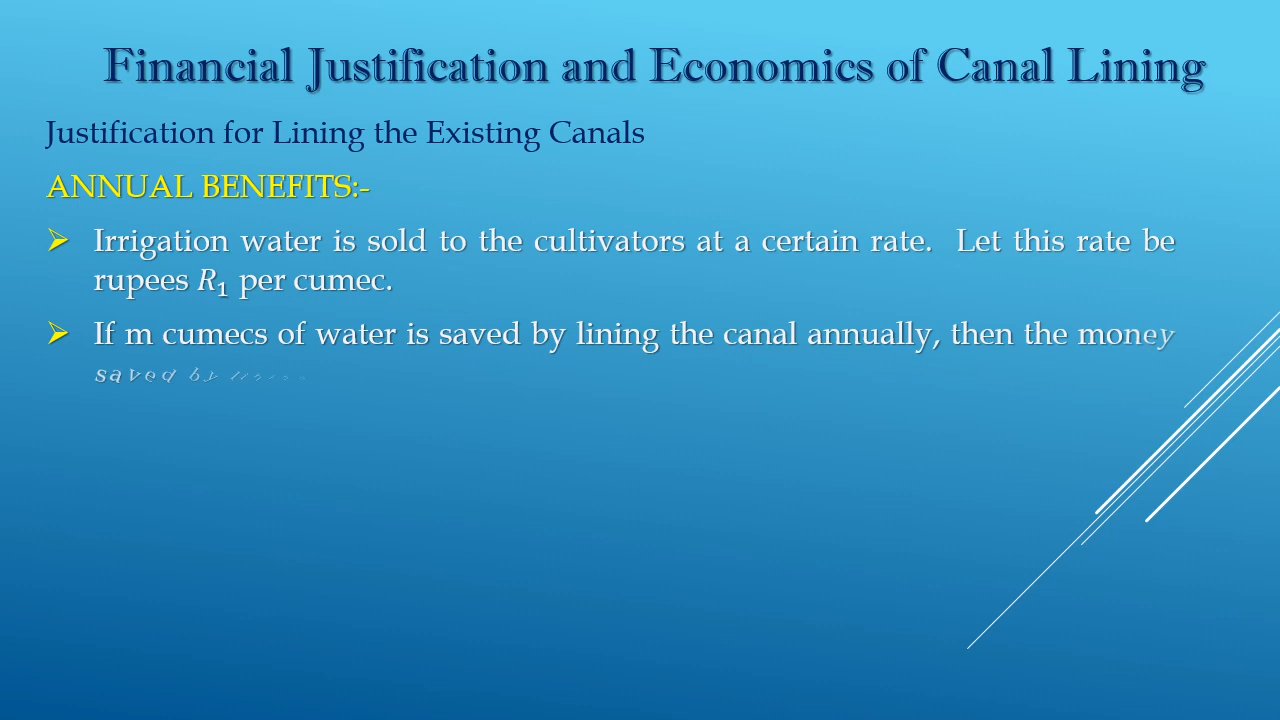 Financial Justification and Economics of Canal Lining
Justification for Lining the Existing Canals
ANNUAL BENEFITS:-
Irrigation water is sold to the cultivators at a certain rate. Let this rate be
rupees R₁ per cumec.
If m cumecs of water is saved by lining the canal annually, then the money
saved by